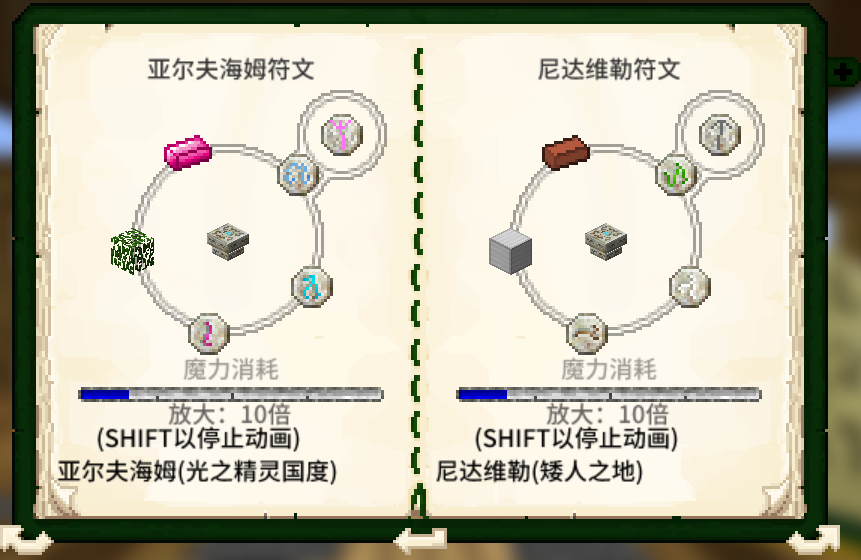 亚尔夫海姆符文
魔力消耗
放大：10倍
(SHIFT以停止动画)
亚尔夫海姆(光之精灵国度)
尼达维勒符文
魔力消耗
放大：10倍
(SHIFT以停止动画)
尼达维勒(矮人之地)